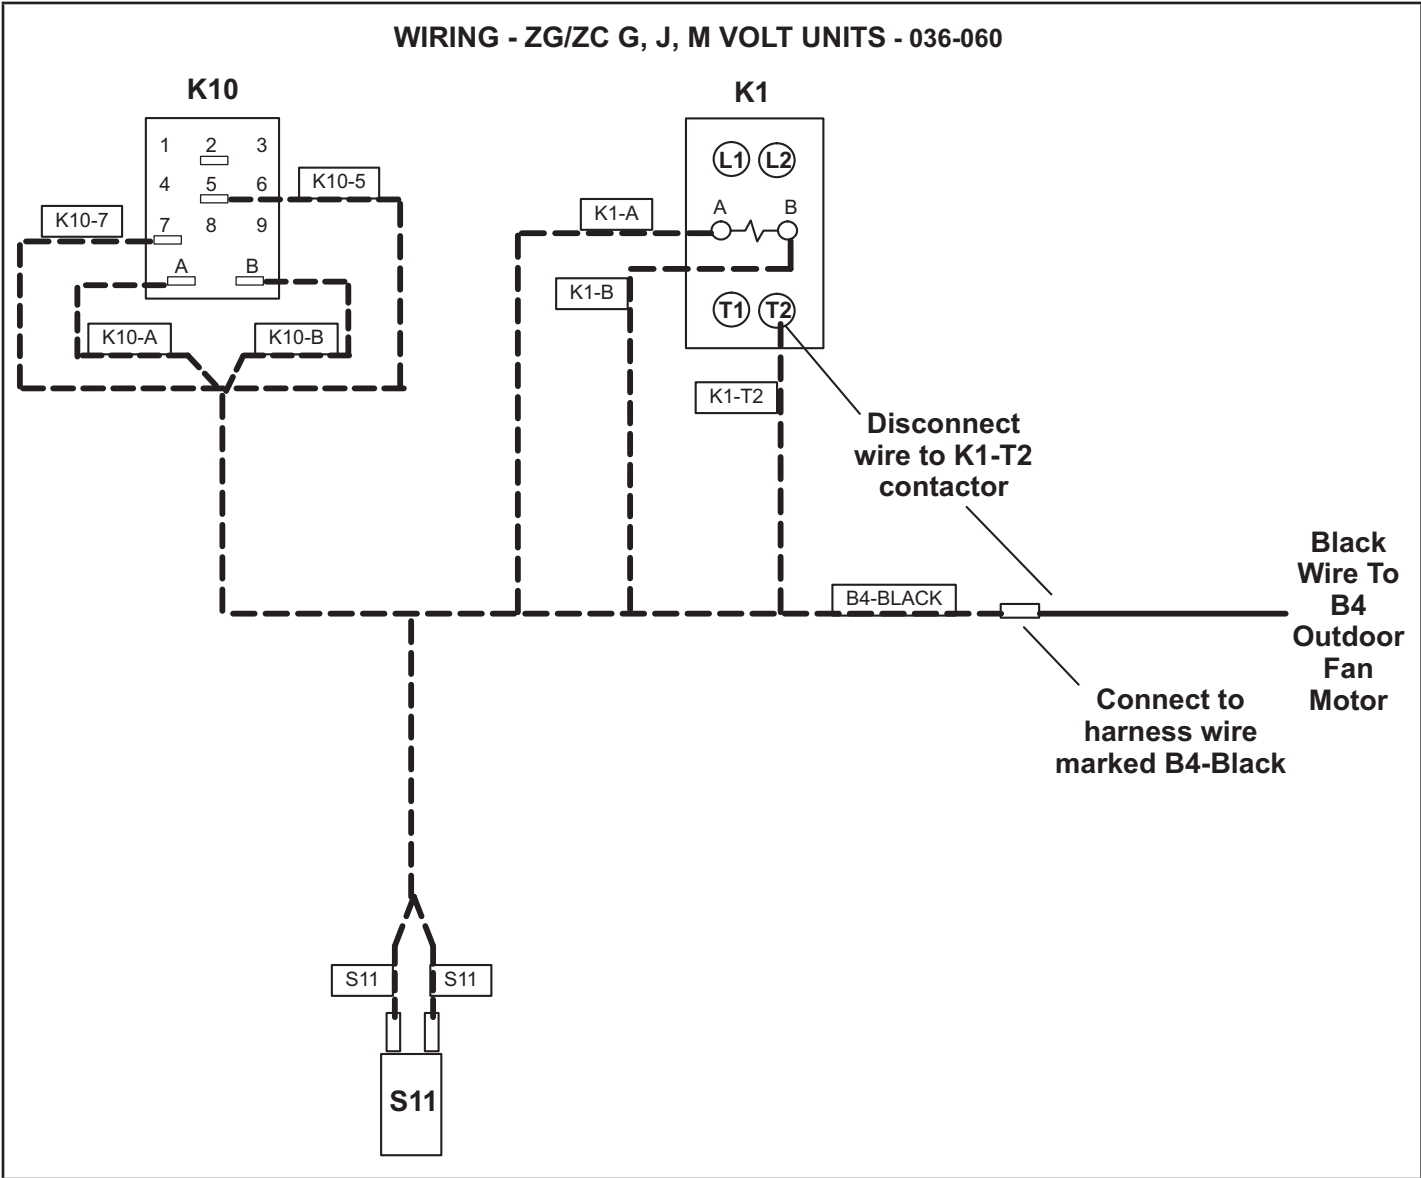 WIRING - ZG/ZC G, J, M VOLT UNITS - 036-060
K10
K1
1 2 3
4 5 6
7 8 9
A B
K10-5
K10-7
K10-A
K10-B
L1 L2
A B
T1 T2
K1-A
K1-B
K1-T2
Disconnect
wire to K1-T2
contactor
B4-BLACK
Black
Wire To
B4
Outdoor
Fan
Motor
Connect to
harness wire
marked B4-Black
S11
S11
S11